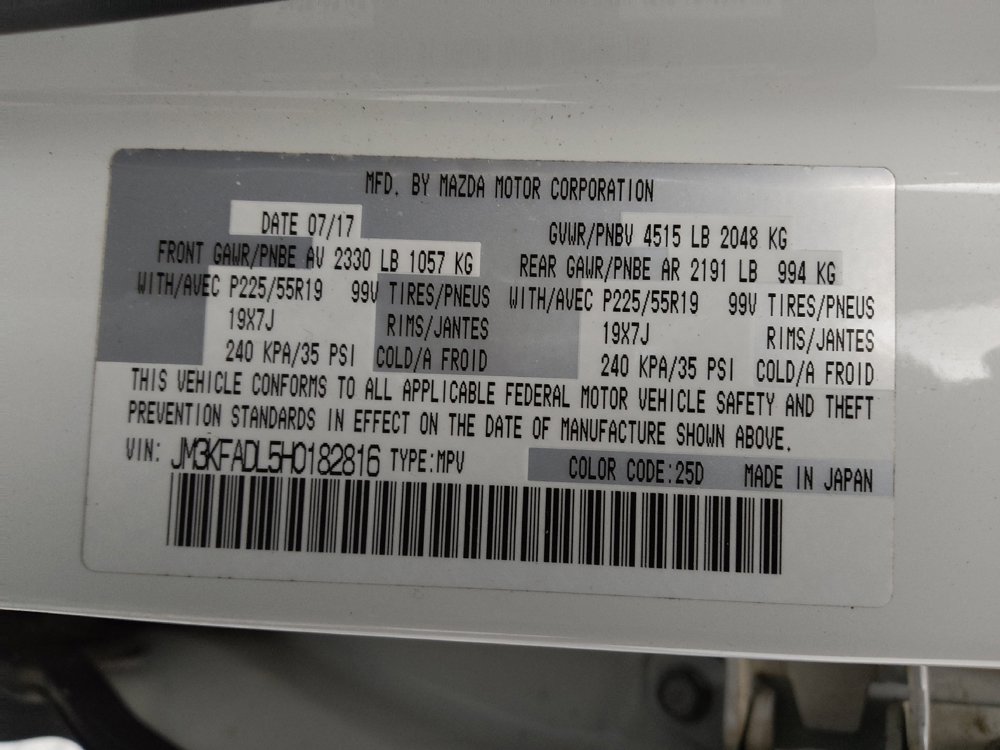 MFD. BY MAZDA MOTOR CORPORATION
DATE 07/17 GVWR/PNBV 4515 LB 2048 KG
FRONT GAWR/PNBE AV 2330 LB 1057 KG REAR GAWR/PNBE AR 2191 LB 994 KG
WITH/AVEC P225/55R19 99V TIRES/PNEUS WITH/AVEC P225/55R19 99V TIRES/PNEUS
19X7J RIMS/JANTES 19X7J RIMS/JANTES
240 KPA/35 PSI COLD/A FROID 240 KPA/35 PSI COLD/A FROID
THIS VEHICLE CONFORMS TO ALL APPLICABLE FEDERAL MOTOR VEHICLE SAFETY AND THEFT
PREVENTION STANDARDS IN EFFECT ON THE DATE OF MANUFACTURE SHOWN ABOVE.
VIN: JM3KFADL5H0182816 TYPE:MPV COLOR CODE:25D MADE IN JAPAN